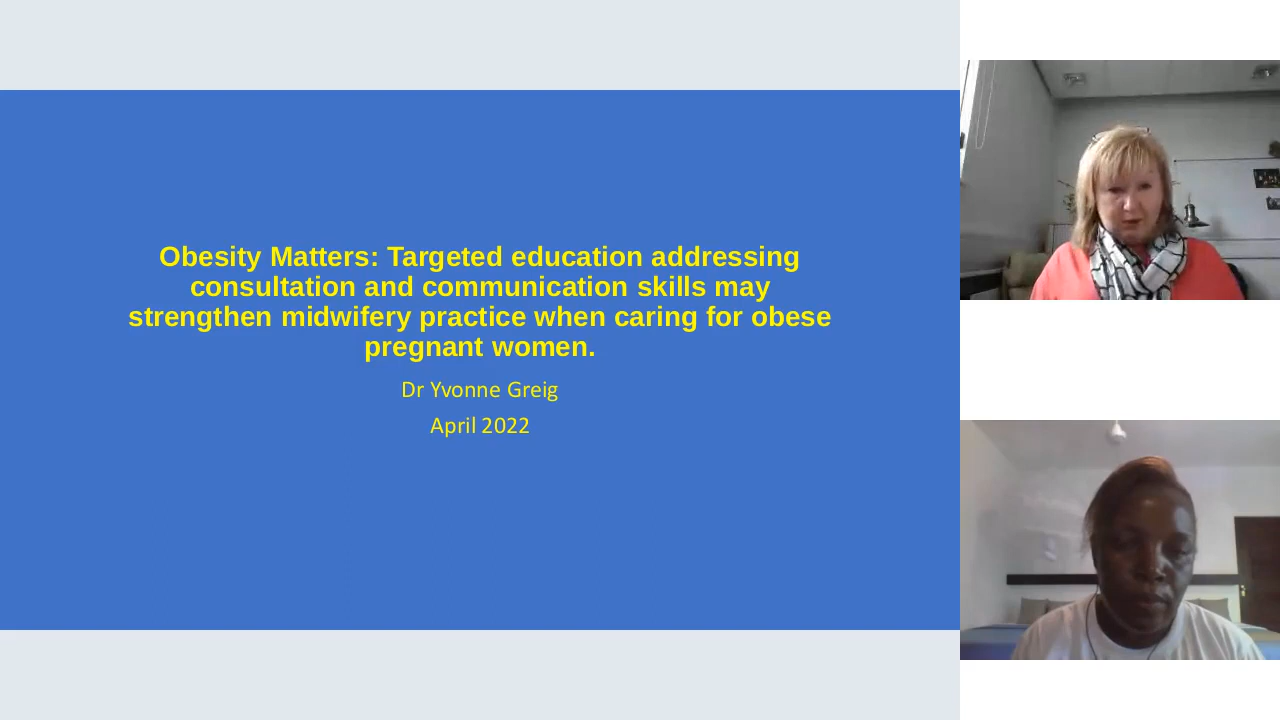 Obesity Matters: Targeted education addressing
consultation and communication skills may
strengthen midwifery practice when caring for obese
pregnant women.
Dr Yvonne Greig
April 2022